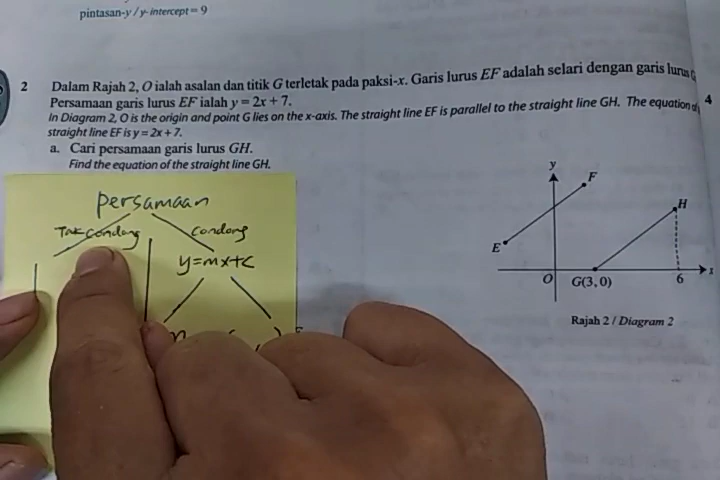 pintasan-y / y-intercept = 9
2 Dalam Rajah 2, O ialah asalan dan titik G terletak pada paksi-x. Garis lurus EF adalah selari dengan garis lurus
Persamaan garis lurus EF ialah y = 2x + 7.
In Diagram 2, O is the origin and point G lies on the x-axis. The straight line EF is parallel to the straight line GH. The equation of
straight line EF is y = 2x + 7.
4
a. Cari persamaan garis lurus GH.
Find the equation of the straight line GH.
persamaan
Tak condong
condong
y=mx+c
y
F
H
E
O
G(3, 0)
6
x
Rajah 2 / Diagram 2